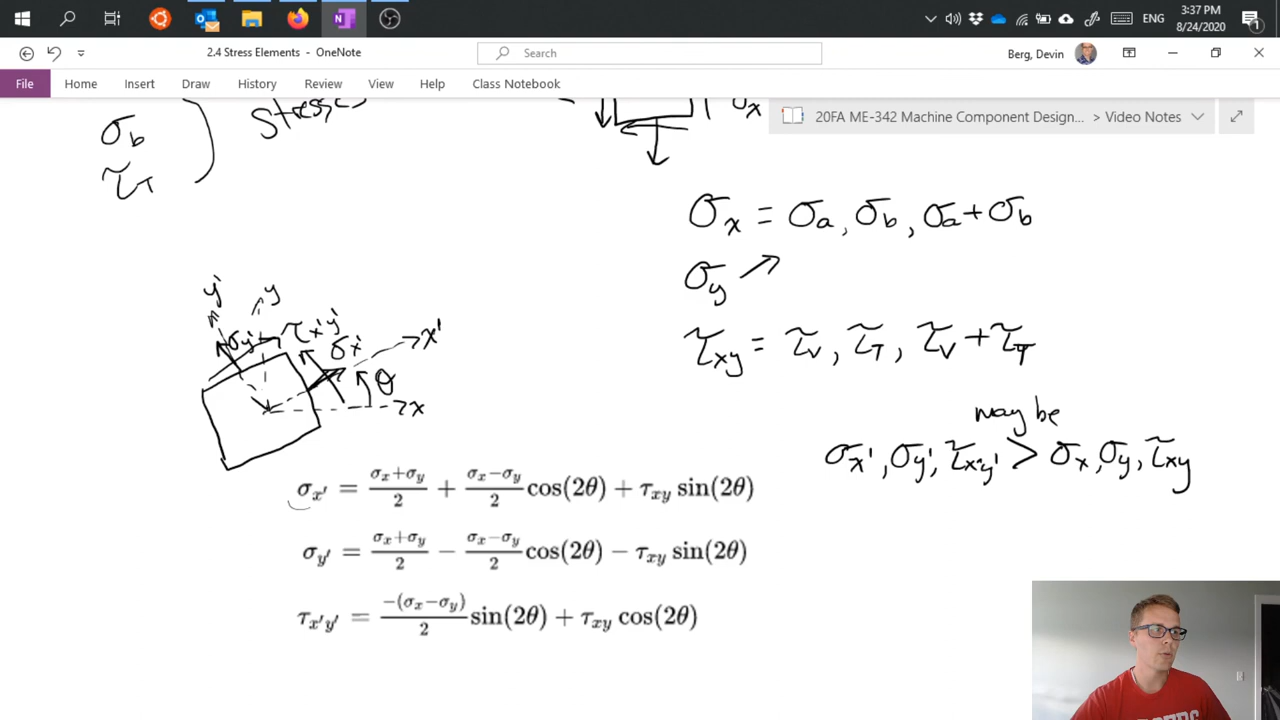 3:37 PM
ENG
8/24/2020
1
2.4 Stress Elements - OneNote
Search
Berg, Devin
File Home Insert Draw History Review View Help Class Notebook
20FA ME-342 Machine Component Design... > Video Notes
Stresses
σx
σb
τT
σx = σa, σb, σa+σb
σy ↗
τxy = τV, τT, τV+τT
y' y
σy' τx'y' σx' x'
θ
x
may be
σx', σy', τx'y' > σx, σy, τxy
σx' = (σx+σy)/2 + (σx−σy)/2 cos(2θ) + τxy sin(2θ)
σy' = (σx+σy)/2 − (σx−σy)/2 cos(2θ) − τxy sin(2θ)
τx'y' = −(σx−σy)/2 sin(2θ) + τxy cos(2θ)